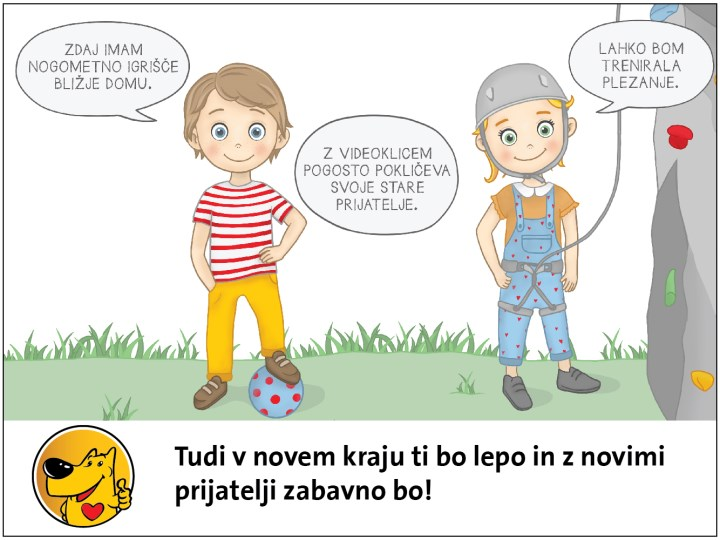 ZDAJ IMAM
NOGOMETNO IGRIŠČE
BLIŽJE DOMU.
Z VIDEOKLICEM
POGOSTO POKLIČEVA
SVOJE STARE
PRIJATELJE.
LAHKO BOM
TRENIRALA
PLEZANJE.
Tudi v novem kraju ti bo lepo in z novimi
prijatelji zabavno bo!